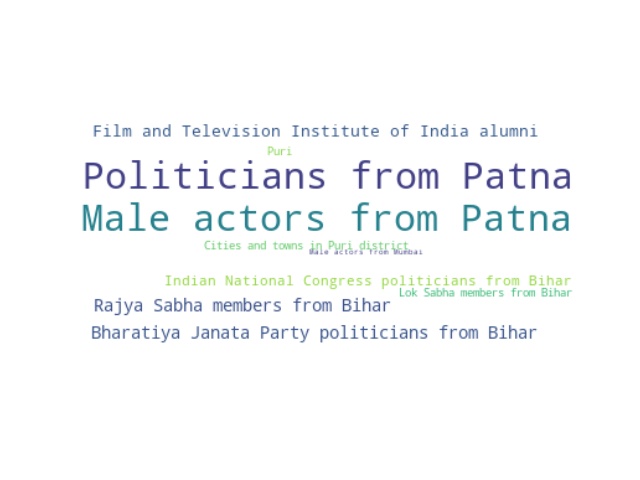 Film and Television Institute of India alumni
Puri
Politicians from Patna
Male actors from Patna
Cities and towns in Puri district
Male actors from Mumbai
Indian National Congress politicians from Bihar
Lok Sabha members from Bihar
Rajya Sabha members from Bihar
Bharatiya Janata Party politicians from Bihar